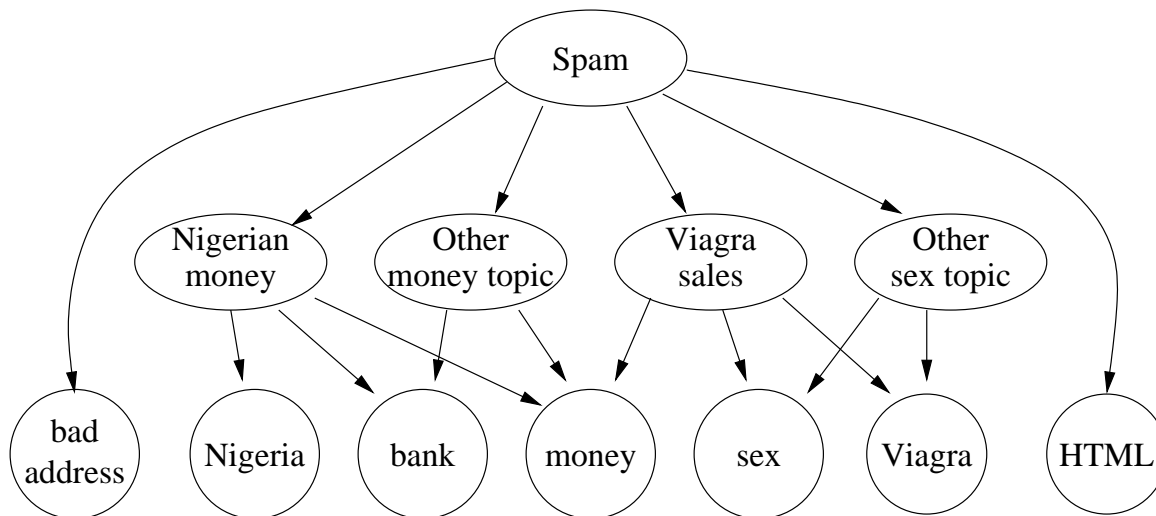 Spam
Nigerian
money
Other
money topic
Viagra
sales
Other
sex topic
bad
address
Nigeria
bank
money
sex
Viagra
HTML